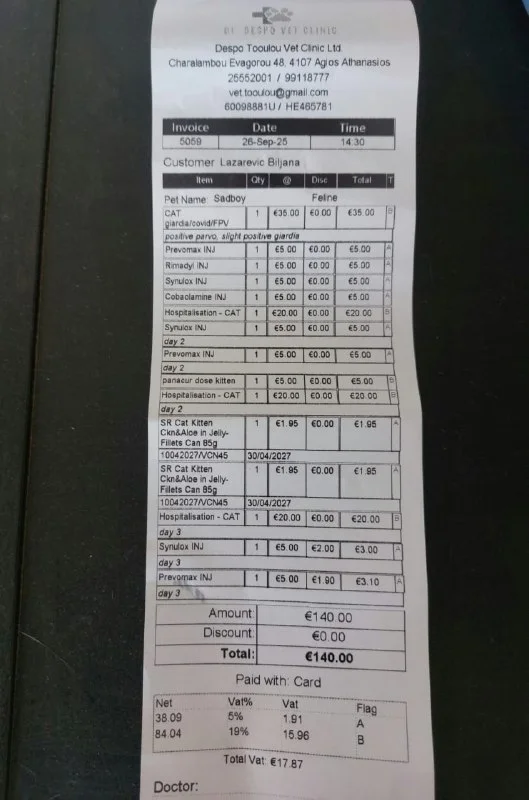 DT DESPO VET CLINIC
Despo Tooulou Vet Clinic Ltd
Charalambou Evagorou 48, 4107 Agios Athanasios
25552001 / 99118777
vet.tooulou@gmail.com
60098881U / HE465781
Invoice Date Time
5059 26-Sep-25 14:30
Customer: Lazarevic Biljana
Item Qty @ Disc Total T
Pet Name: Sadboy Feline
CAT giardia/covid/FPV 1 €35.00 €0.00 €35.00 B
positive parvo, slight positive giardia
Prevomax INJ 1 €5.00 €0.00 €5.00 A
Rimadyl INJ 1 €5.00 €0.00 €5.00 A
Synulox INJ 1 €5.00 €0.00 €5.00 A
Cobaolamine INJ 1 €5.00 €0.00 €5.00 A
Hospitalisation - CAT 1 €20.00 €0.00 €20.00 B
Synulox INJ 1 €5.00 €0.00 €5.00 A
day 2
Prevomax INJ 1 €5.00 €0.00 €5.00 A
day 2
panacur dose kitten 1 €5.00 €0.00 €5.00 B
Hospitalisation - CAT 1 €20.00 €0.00 €20.00 B
day 2
SR Cat Kitten 1 €1.95 €0.00 €1.95 A
Ckn&Aloe in Jelly-
Fillets Can 85g
10042027/VCN45 30/04/2027
SR Cat Kitten 1 €1.95 €0.00 €1.95 A
Ckn&Aloe in Jelly-
Fillets Can 85g
10042027/VCN45 30/04/2027
Hospitalisation - CAT 1 €20.00 €0.00 €20.00 B
day 3
Synulox INJ 1 €5.00 €2.00 €3.00 A
day 3
Prevomax INJ 1 €5.00 €1.90 €3.10 A
day 3
Amount: €140.00
Discount: €0.00
Total: €140.00
Paid with: Card
Net Vat% Vat Flag
38.09 5% 1.91 A
84.04 19% 15.96 B
Total Vat: €17.87
Doctor: